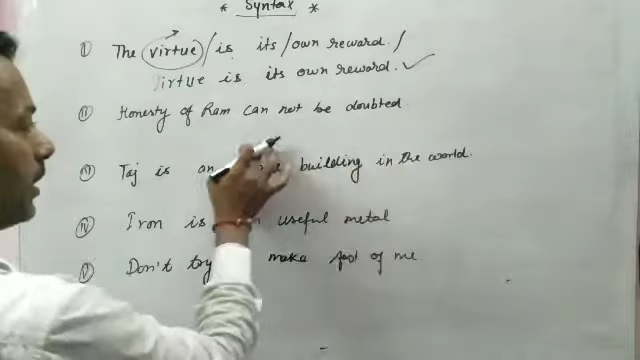 * Syntax *
I The virtue / is its / own reward. /
virtue is its own reward. ✓
II Honesty of Ram can not be doubted.
III Taj is an building in the world.
IV Iron is useful metal
V Don't try make of me